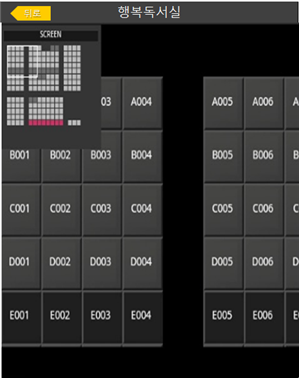 뒤로 행복독서실
SCREEN
03 A004 A005 A006 A
B001 B002 B003 B004 B005 B006 B
C001 C002 C003 C004 C005 C006 C
D001 D002 D003 D004 D005 D006 D
E001 E002 E003 E004 E005 E006 E